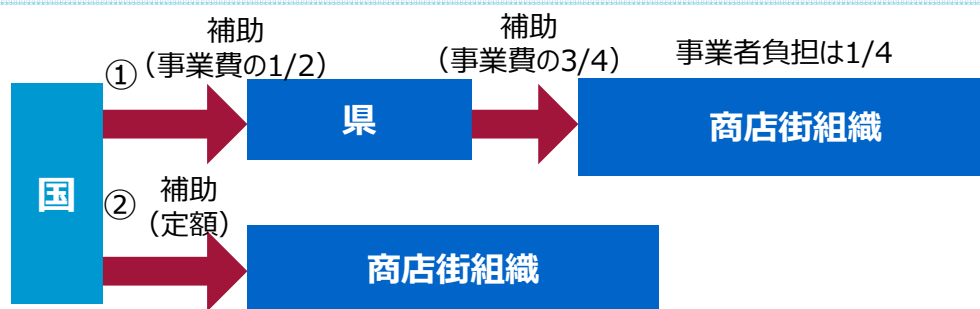 補助
(事業費の1/2)
補助
(事業費の3/4)
事業者負担は1/4
①
県
商店街組織
国
②
補助
(定額)
商店街組織